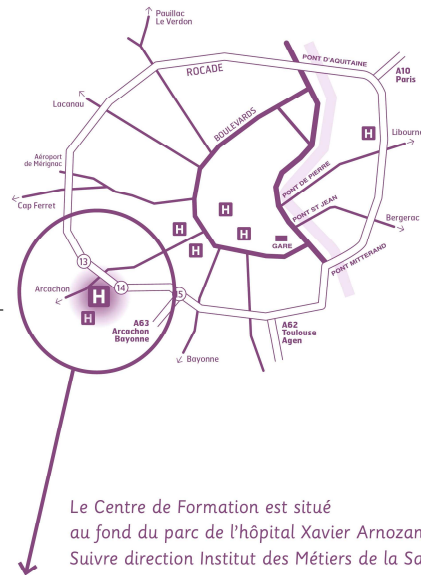 Pauillac
Le Verdon
PONT D'AQUITAINE
ROCADE
A10
Paris
Lacanau
BOULEVARDS
H
Libourne
Aéroport
de Mérignac
PONT DE PIERRE
Cap Ferret
H
PONT ST JEAN
H
H
Bergerac
H
GARE
PONT MITTERAND
13
14
15
Arcachon
H
H
A63
Arcachon
Bayonne
A62
Toulouse
Agen
Bayonne
Le Centre de Formation est situé
au fond du parc de l'hôpital Xavier Arnozan
Suivre direction Institut des Métiers de la Sa